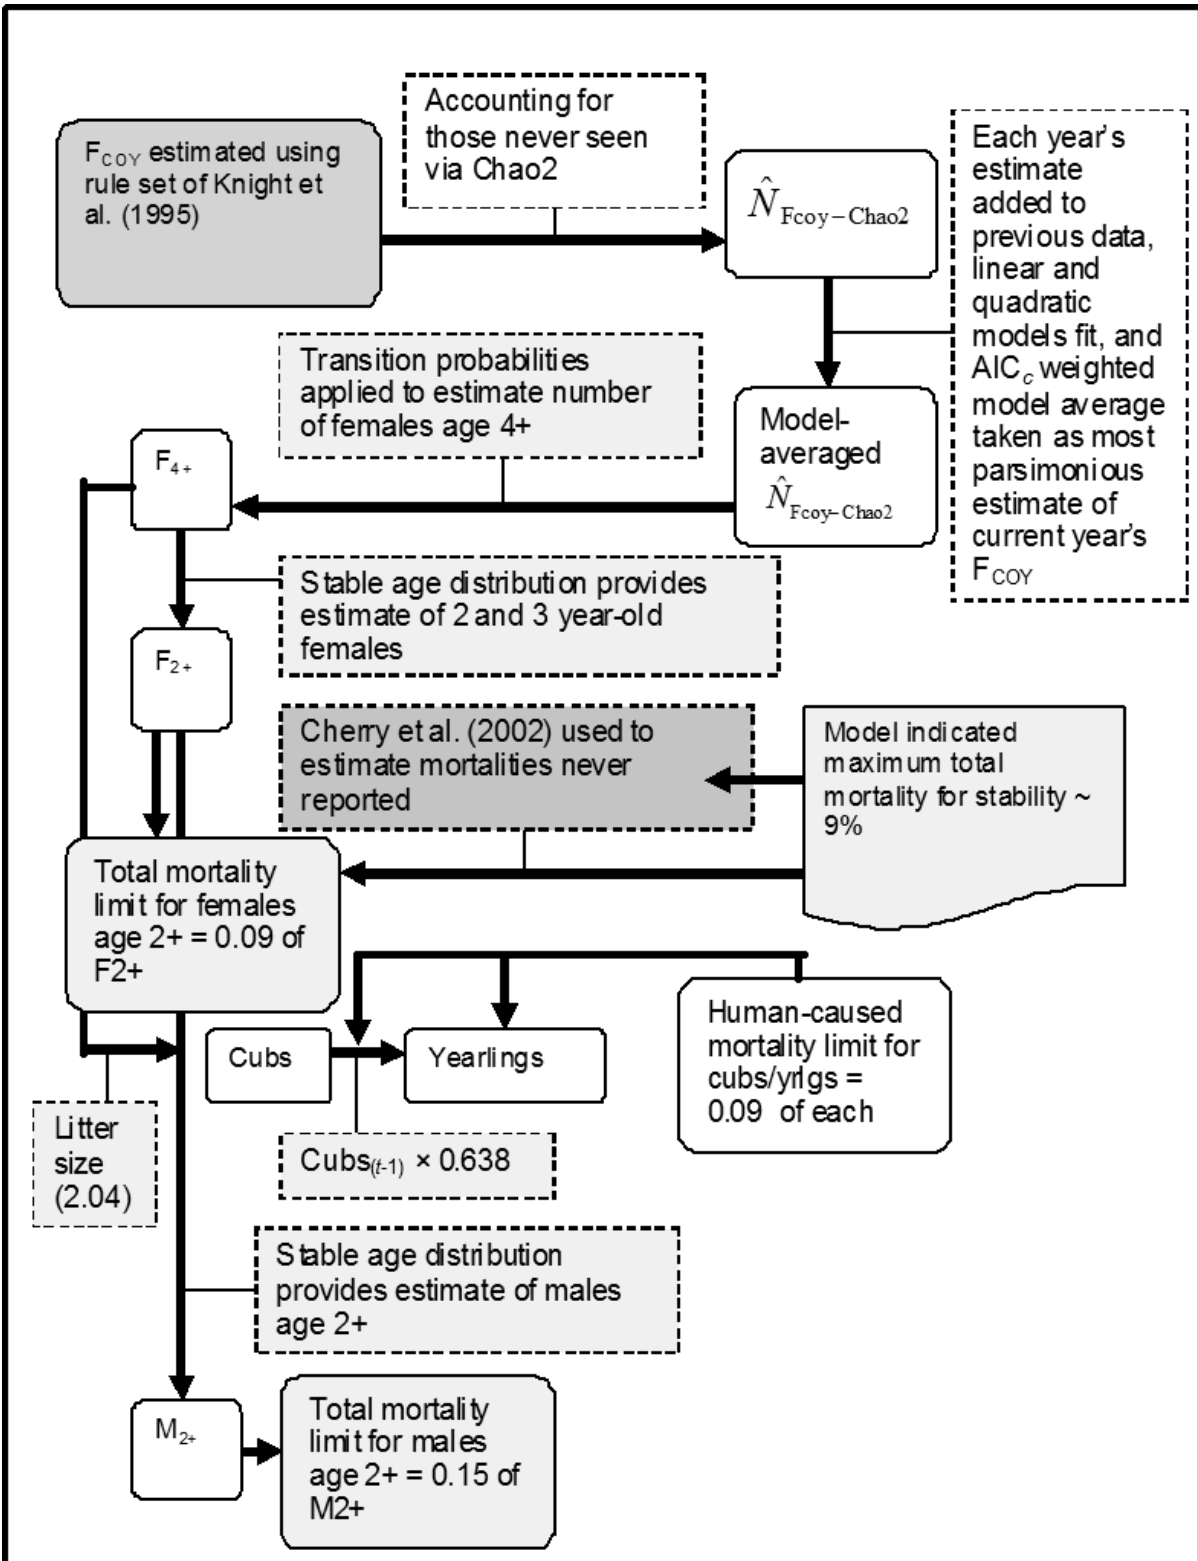 Accounting for
those never seen
via Chao2
F_COY estimated using
rule set of Knight et
al. (1995)
N̂_Fcoy–Chao2
Each year's
estimate
added to
previous data,
linear and
quadratic
models fit, and
AIC_c weighted
model average
taken as most
parsimonious
estimate of
current year's
F_COY
Transition probabilities
applied to estimate number
of females age 4+
Model-
averaged
N̂_Fcoy–Chao2
F_4+
Stable age distribution provides
estimate of 2 and 3 year-old
females
F_2+
Cherry et al. (2002) used to
estimate mortalities never
reported
Model indicated
maximum total
mortality for stability ~
9%
Total mortality
limit for females
age 2+ = 0.09 of
F2+
Cubs
Yearlings
Human-caused
mortality limit for
cubs/yrlgs =
0.09 of each
Litter
size
(2.04)
Cubs_(t-1) × 0.638
Stable age distribution
provides estimate of males
age 2+
M_2+
Total mortality
limit for males
age 2+ = 0.15 of
M2+